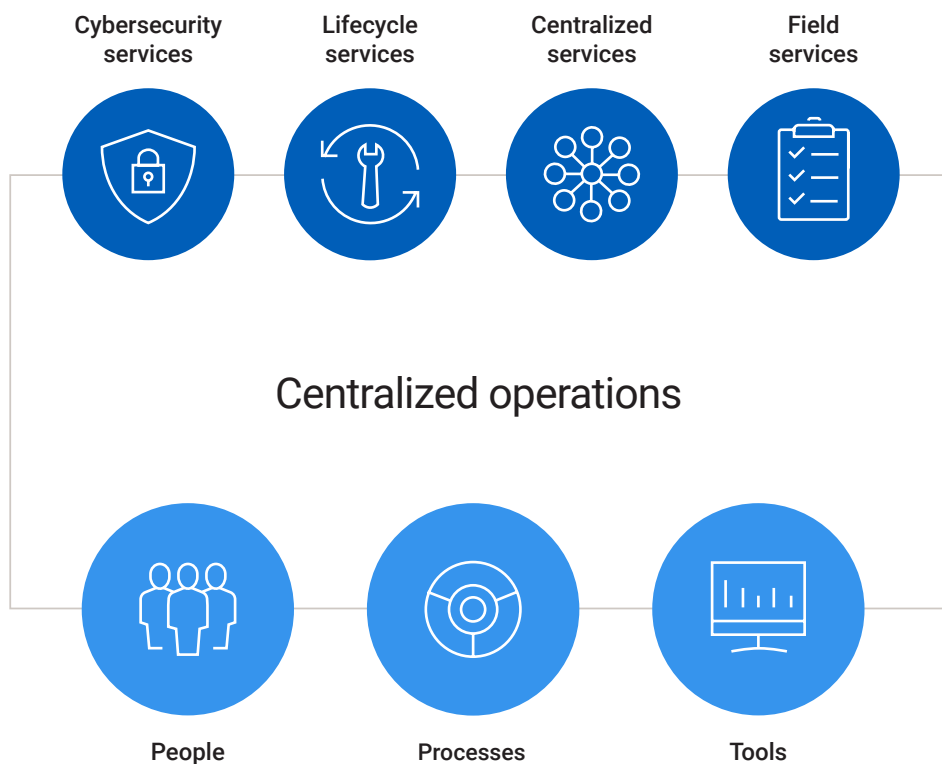 Cybersecurity
services
Lifecycle
services
Centralized
services
Field
services
Centralized operations
People
Processes
Tools